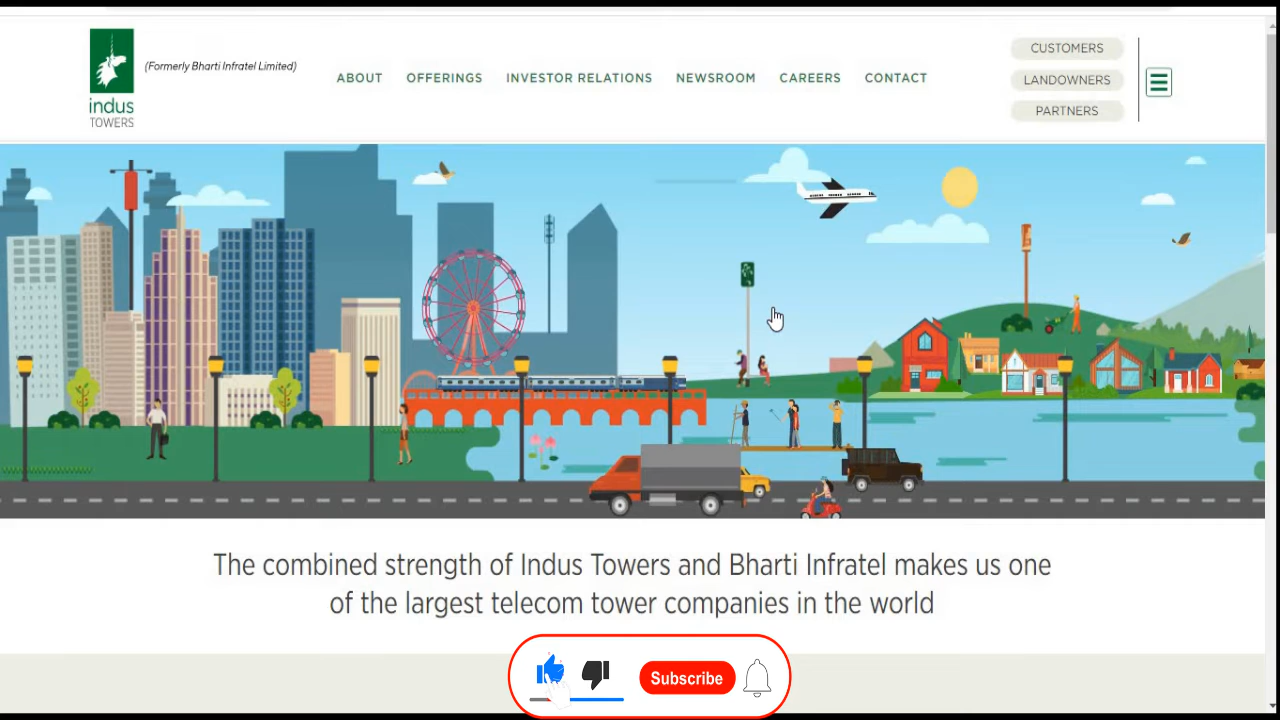 (Formerly Bharti Infratel Limited)
indus
TOWERS
ABOUT
OFFERINGS
INVESTOR RELATIONS
NEWSROOM
CAREERS
CONTACT
CUSTOMERS
LANDOWNERS
PARTNERS
The combined strength of Indus Towers and Bharti Infratel makes us one
of the largest telecom tower companies in the world
Subscribe